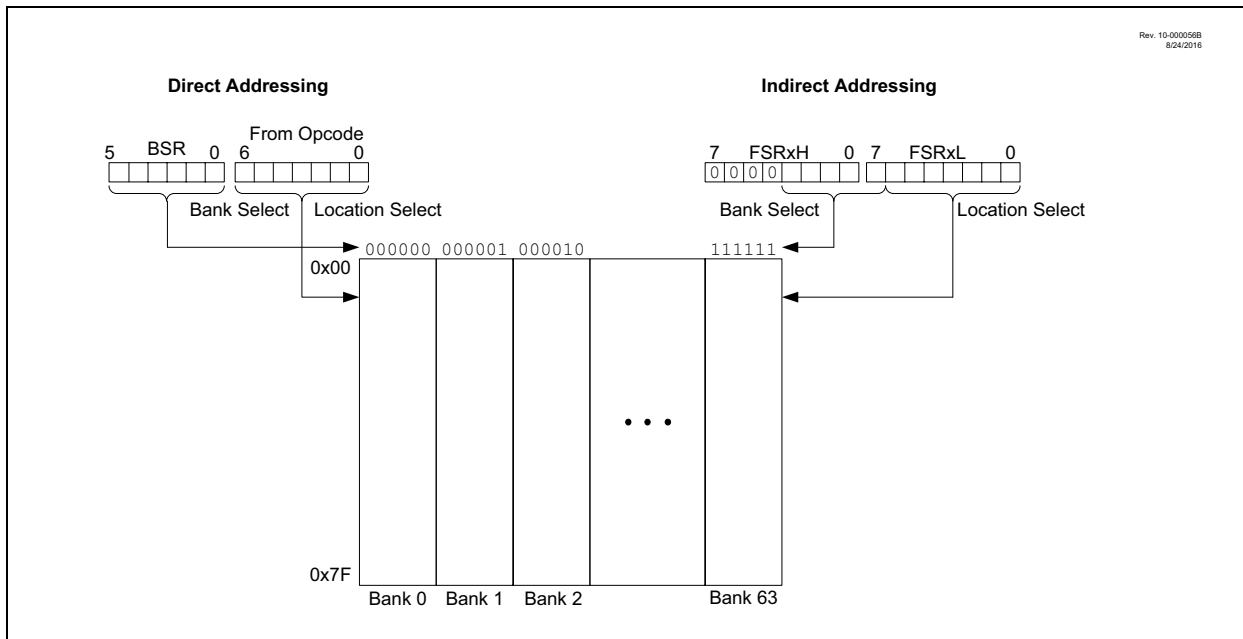 Rev. 10-000056B
8/24/2016
Direct Addressing
Indirect Addressing
From Opcode
5 BSR 0 6 0
7 FSRxH 0 7 FSRxL 0
0 0 0 0
Bank Select Location Select
Bank Select Location Select
000000 000001 000010 111111
0x00
0x7F
Bank 0 Bank 1 Bank 2 Bank 63